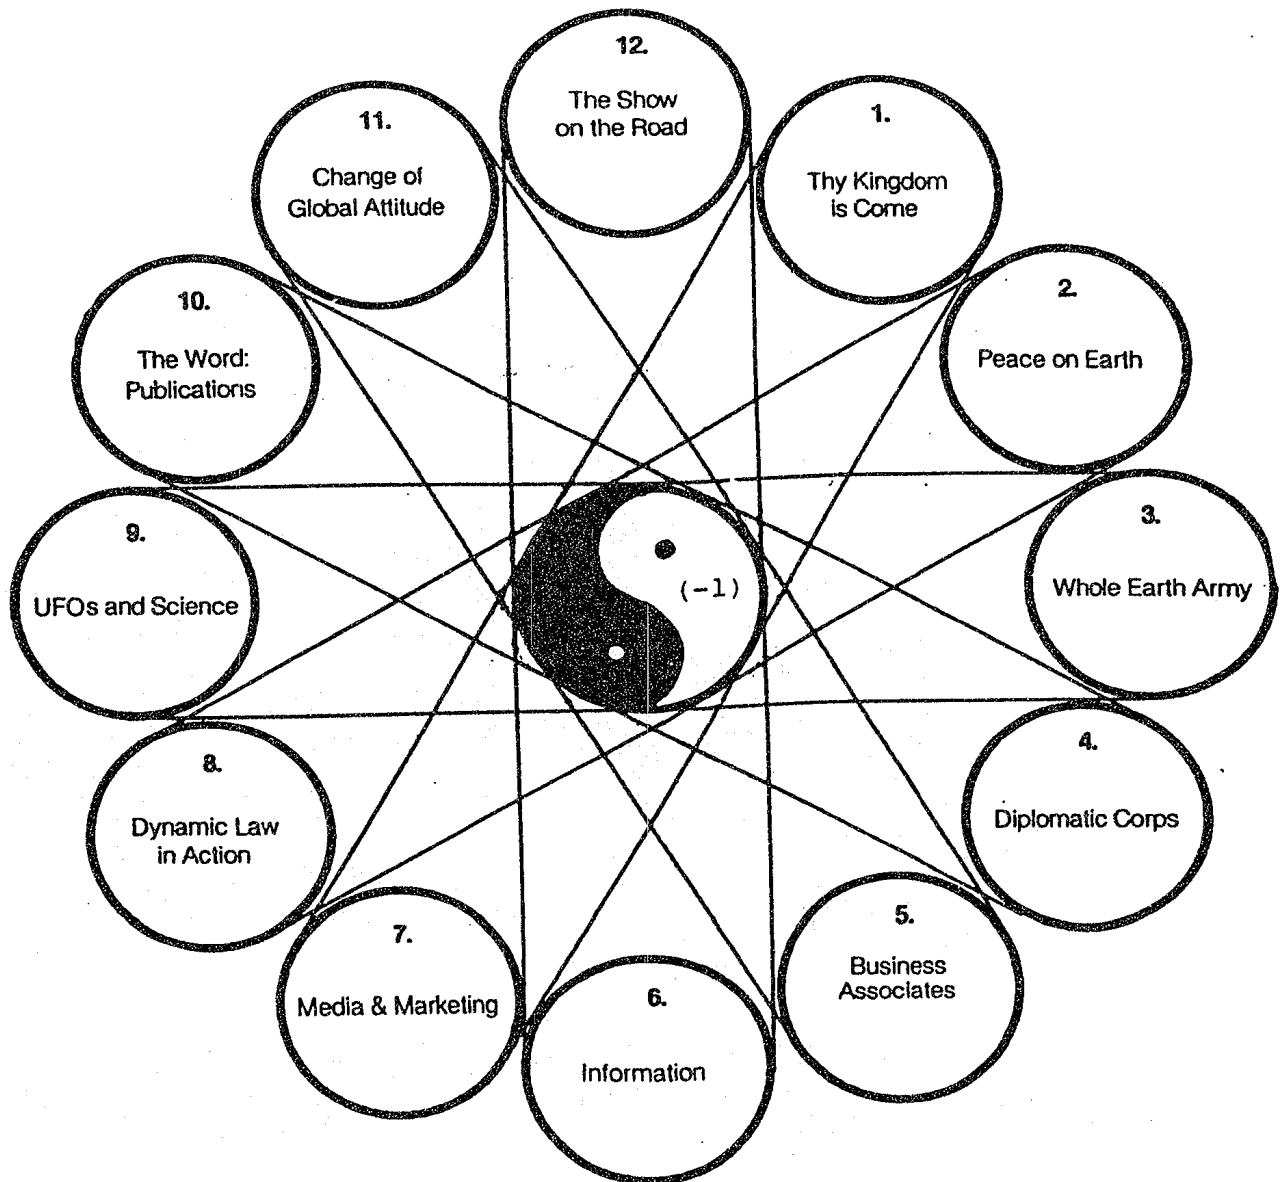 12.
The Show
on the Road
1.
Thy Kingdom
is Come
2.
Peace on Earth
3.
Whole Earth Army
4.
Diplomatic Corps
5.
Business
Associates
6.
Information
7.
Media & Marketing
8.
Dynamic Law
in Action
9.
UFOs and Science
10.
The Word:
Publications
11.
Change of
Global Attitude
(-1)